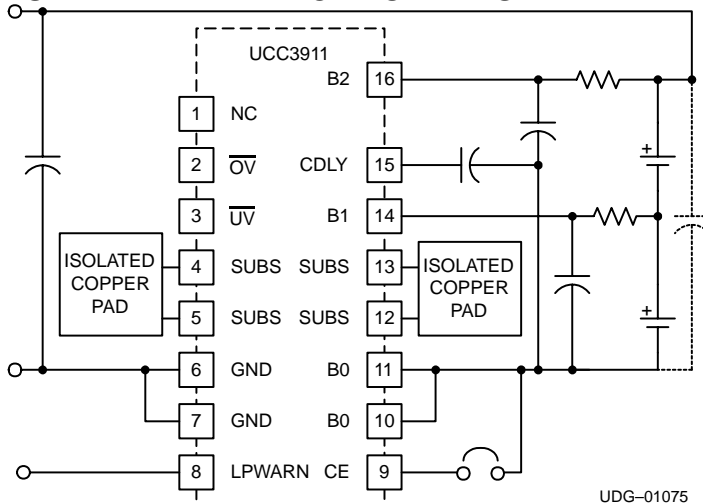 UCC3911
B2 16
1 NC
2 OV CDLY 15
3 UV B1 14
ISOLATED
COPPER
PAD
4 SUBS SUBS 13
ISOLATED
COPPER
PAD
5 SUBS SUBS 12
6 GND B0 11
7 GND B0 10
8 LPWARN CE 9
+
+
UDG–01075